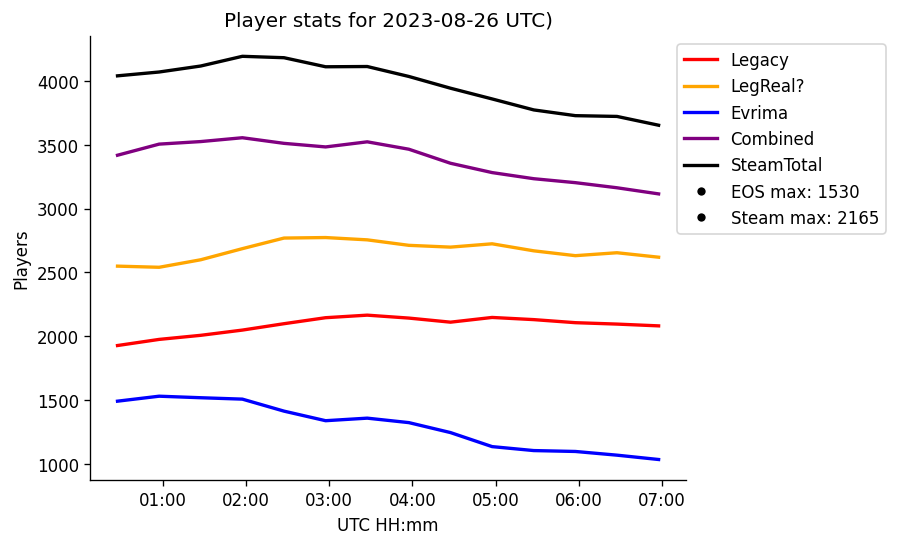 Player stats for 2023-08-26 UTC)
Players
4000
3500
3000
2500
2000
1500
1000
01:00 02:00 03:00 04:00 05:00 06:00 07:00
UTC HH:mm
Legacy
LegReal?
Evrima
Combined
SteamTotal
EOS max: 1530
Steam max: 2165